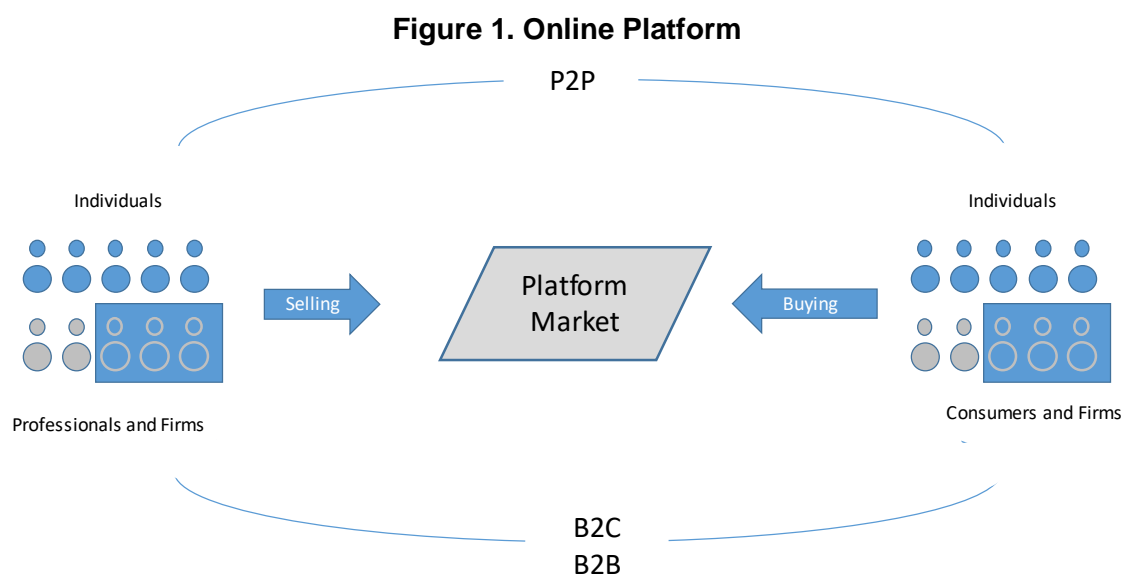 Figure 1. Online Platform
P2P
Individuals
Individuals
Selling
Platform
Market
Buying
Professionals and Firms
Consumers and Firms
B2C
B2B